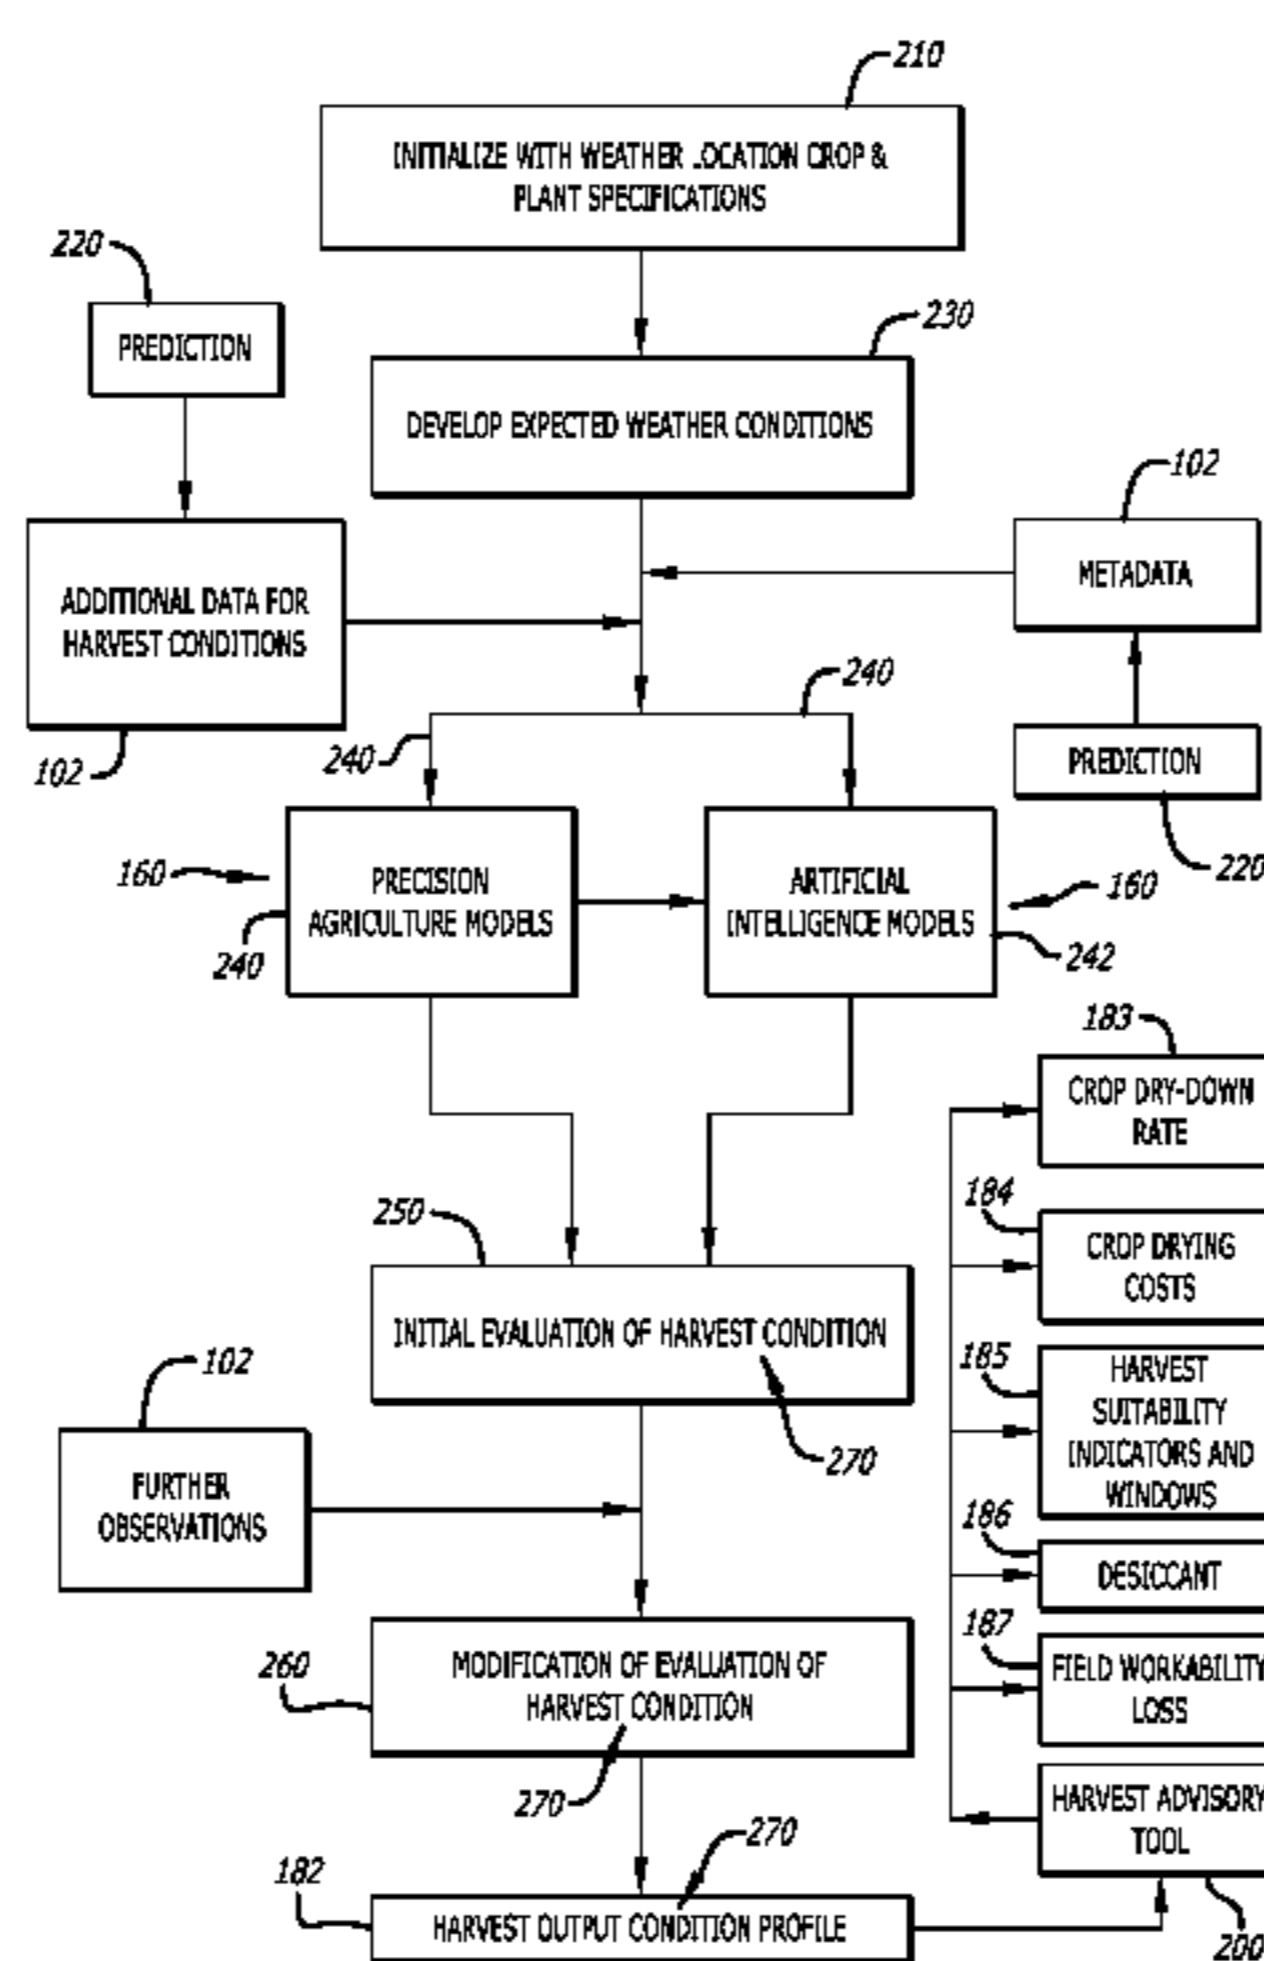 210
INITIALIZE WITH WEATHER LOCATION CROP &
PLANT SPECIFICATIONS
220
PREDICTION
230
DEVELOP EXPECTED WEATHER CONDITIONS
102
METADATA
ADDITIONAL DATA FOR
HARVEST CONDITIONS
102
240
240
PREDICTION
220
160
PRECISION
AGRICULTURE MODELS
240
ARTIFICIAL
INTELLIGENCE MODELS
160
242
183
CROP DRY-DOWN
RATE
184
CROP DRYING
COSTS
250
INITIAL EVALUATION OF HARVEST CONDITION
270
185
HARVEST
SUITABILITY
INDICATORS AND
WINDOWS
102
FURTHER
OBSERVATIONS
186
DESICCANT
187
FIELD WORKABILITY
LOSS
260
MODIFICATION OF EVALUATION OF
HARVEST CONDITION
270
HARVEST ADVISORY
TOOL
200
270
182
HARVEST OUTPUT CONDITION PROFILE